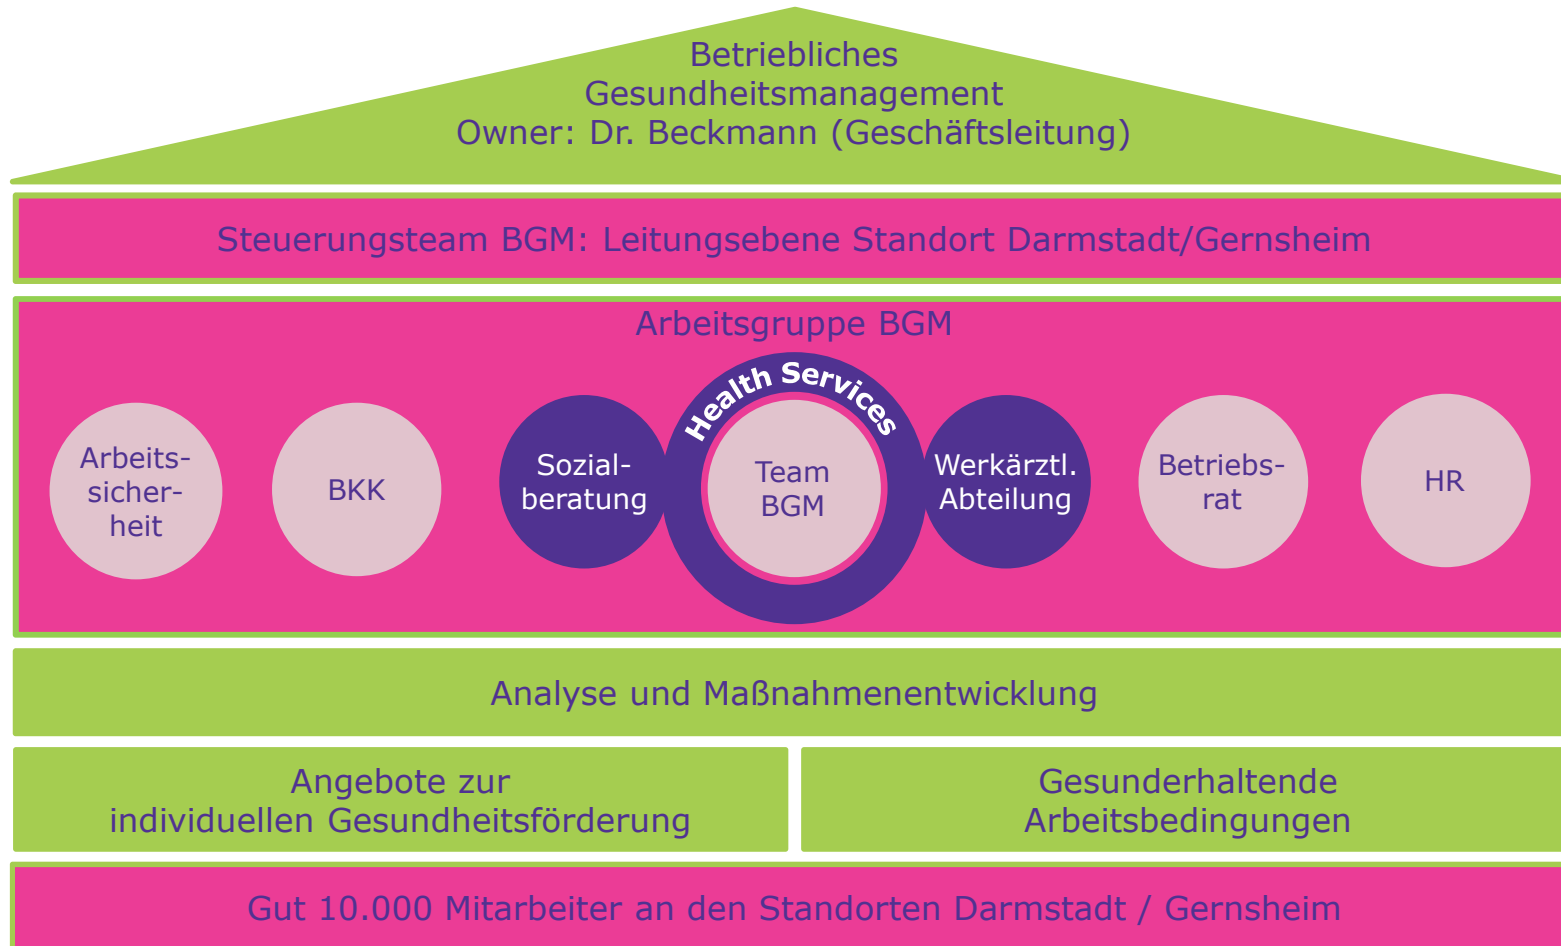 Betriebliches
Gesundheitsmanagement
Owner: Dr. Beckmann (Geschäftsleitung)
Steuerungsteam BGM: Leitungsebene Standort Darmstadt/Gernsheim
Arbeitsgruppe BGM
Arbeits-
sicher-
heit
BKK
Sozial-
beratung
Health Services
Team
BGM
Werkärztl.
Abteilung
Betriebs-
rat
HR
Analyse und Maßnahmenentwicklung
Angebote zur
individuellen Gesundheitsförderung
Gesunderhaltende
Arbeitsbedingungen
Gut 10.000 Mitarbeiter an den Standorten Darmstadt / Gernsheim